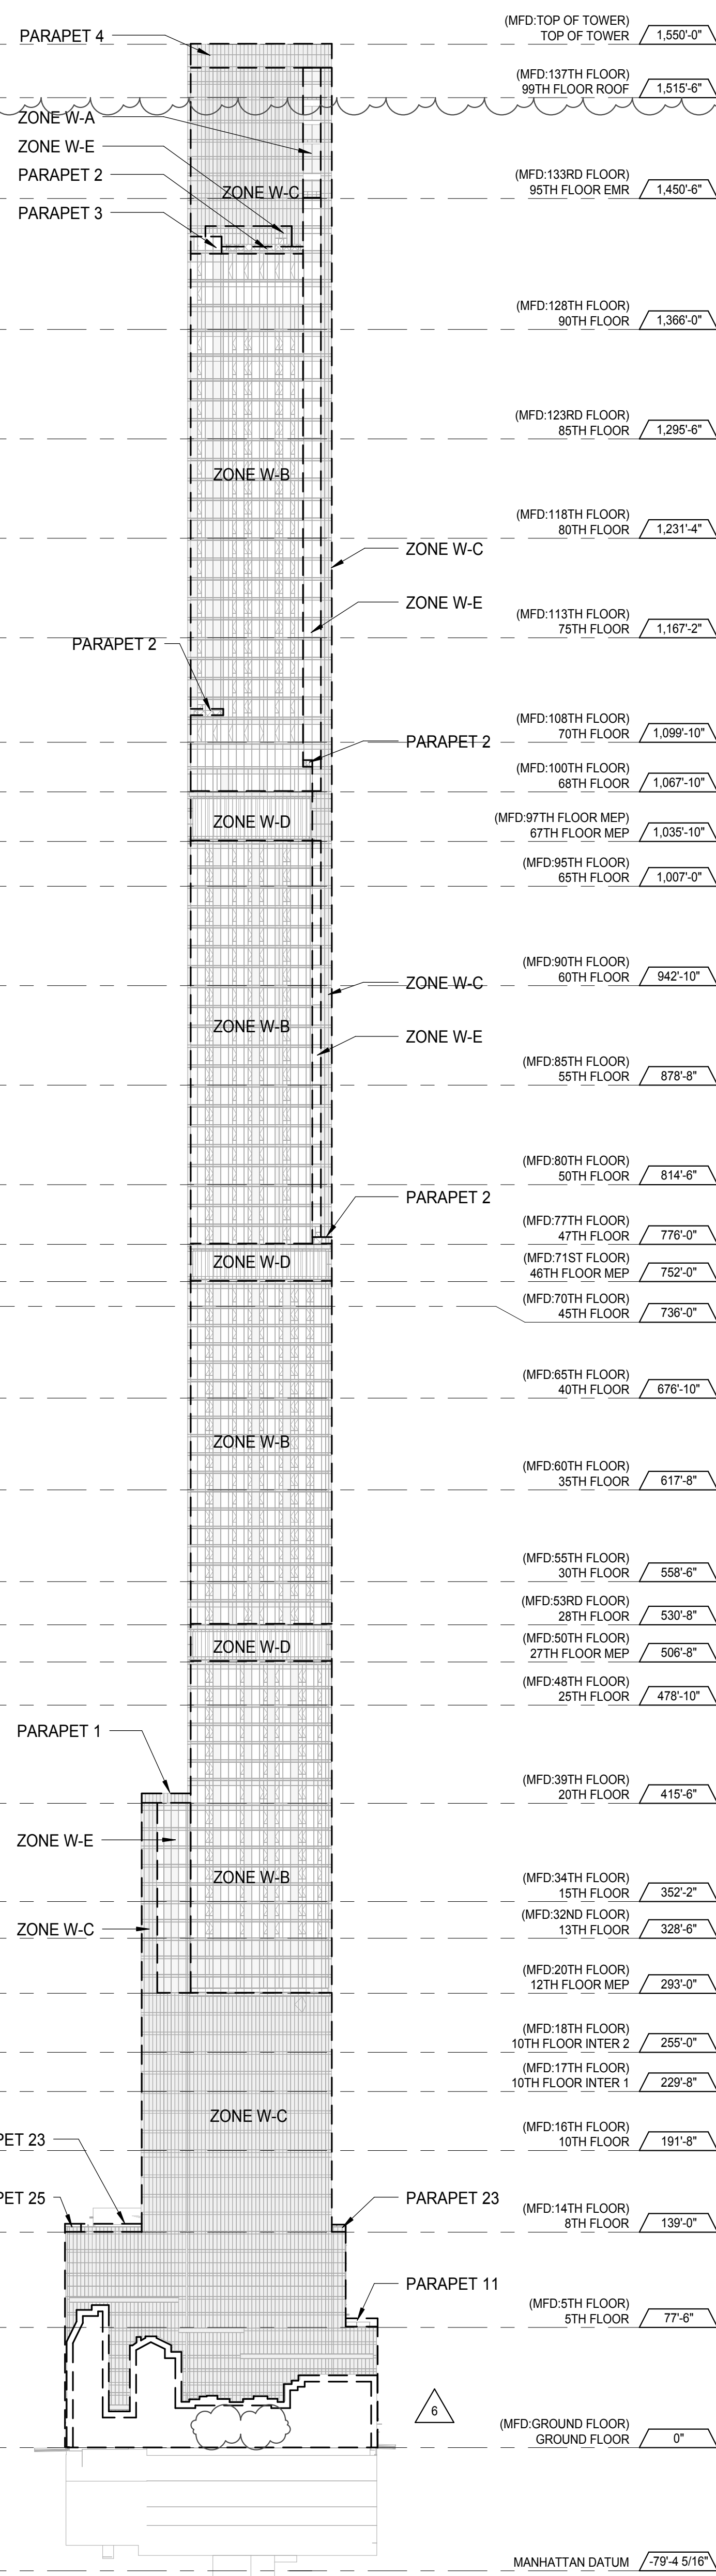 PARAPET 4
(MFD:TOP OF TOWER)
TOP OF TOWER
1,550'-0"
(MFD:137TH FLOOR)
99TH FLOOR ROOF
1,515'-6"
ZONE W-A
ZONE W-E
PARAPET 2
ZONE W-C
PARAPET 3
(MFD:133RD FLOOR)
95TH FLOOR EMR
1,450'-6"
(MFD:128TH FLOOR)
90TH FLOOR
1,366'-0"
(MFD:123RD FLOOR)
85TH FLOOR
1,295'-6"
ZONE W-B
(MFD:118TH FLOOR)
80TH FLOOR
1,231'-4"
ZONE W-C
ZONE W-E
(MFD:113TH FLOOR)
75TH FLOOR
1,167'-2"
PARAPET 2
(MFD:108TH FLOOR)
70TH FLOOR
1,099'-10"
PARAPET 2
(MFD:100TH FLOOR)
68TH FLOOR
1,067'-10"
ZONE W-D
(MFD:97TH FLOOR MEP)
67TH FLOOR MEP
1,035'-10"
(MFD:95TH FLOOR)
65TH FLOOR
1,007'-0"
(MFD:90TH FLOOR)
60TH FLOOR
942'-10"
ZONE W-C
ZONE W-B
ZONE W-E
(MFD:85TH FLOOR)
55TH FLOOR
878'-8"
(MFD:80TH FLOOR)
50TH FLOOR
814'-6"
PARAPET 2
(MFD:77TH FLOOR)
47TH FLOOR
776'-0"
ZONE W-D
(MFD:71ST FLOOR)
46TH FLOOR MEP
752'-0"
(MFD:70TH FLOOR)
45TH FLOOR
736'-0"
(MFD:65TH FLOOR)
40TH FLOOR
676'-10"
ZONE W-B
(MFD:60TH FLOOR)
35TH FLOOR
617'-8"
(MFD:55TH FLOOR)
30TH FLOOR
558'-6"
(MFD:53RD FLOOR)
28TH FLOOR
530'-8"
ZONE W-D
(MFD:50TH FLOOR)
27TH FLOOR MEP
506'-8"
(MFD:48TH FLOOR)
25TH FLOOR
478'-10"
PARAPET 1
(MFD:39TH FLOOR)
20TH FLOOR
415'-6"
ZONE W-E
ZONE W-B
(MFD:34TH FLOOR)
15TH FLOOR
352'-2"
ZONE W-C
(MFD:32ND FLOOR)
13TH FLOOR
328'-6"
(MFD:20TH FLOOR)
12TH FLOOR MEP
293'-0"
(MFD:18TH FLOOR)
10TH FLOOR INTER 2
255'-0"
(MFD:17TH FLOOR)
10TH FLOOR INTER 1
229'-8"
ZONE W-C
(MFD:16TH FLOOR)
10TH FLOOR
191'-8"
PET 23
PET 25
PARAPET 23
(MFD:14TH FLOOR)
8TH FLOOR
139'-0"
PARAPET 11
(MFD:5TH FLOOR)
5TH FLOOR
77'-6"
6
(MFD:GROUND FLOOR)
GROUND FLOOR
0"
MANHATTAN DATUM
-79'-4 5/16"